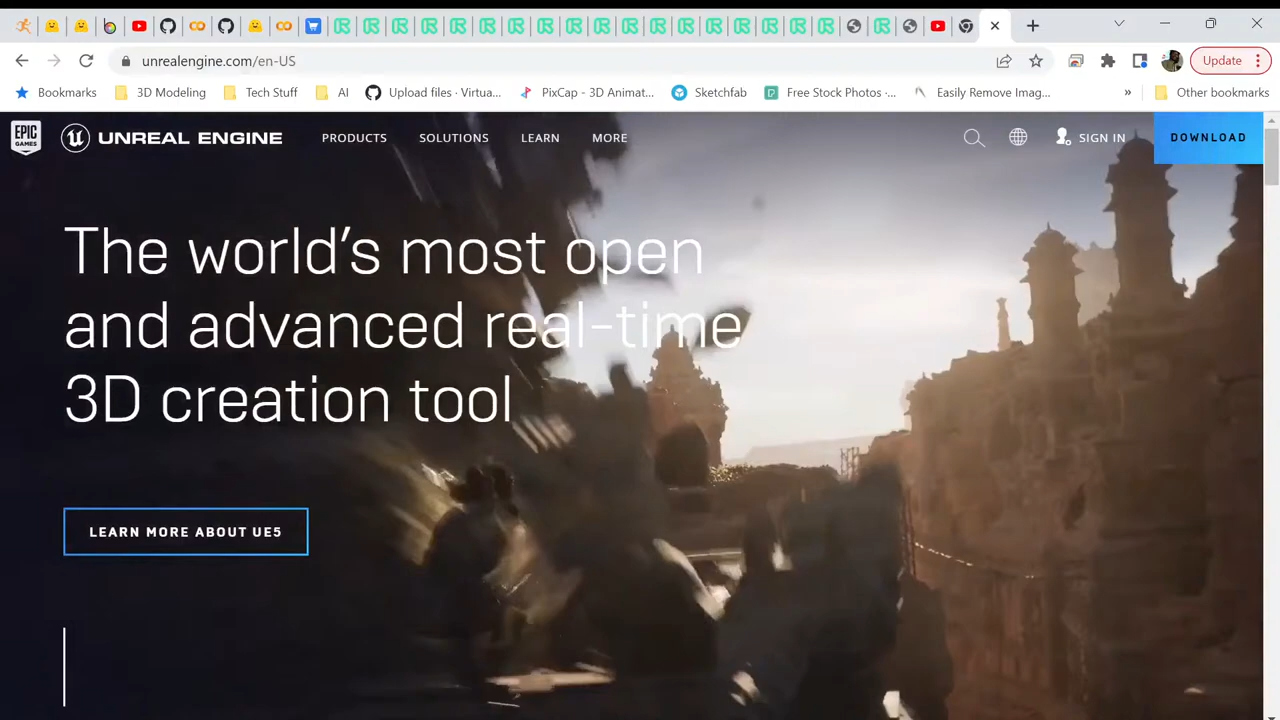 unrealengine.com/en-US
Update
Bookmarks
3D Modeling
Tech Stuff
AI
Upload files · Virtua...
PixCap - 3D Animat...
Sketchfab
Free Stock Photos ·...
Easily Remove Imag...
»
Other bookmarks
EPIC
GAMES
UNREAL ENGINE
PRODUCTS
SOLUTIONS
LEARN
MORE
SIGN IN
DOWNLOAD
The world's most open
and advanced real-time
3D creation tool
LEARN MORE ABOUT UE5